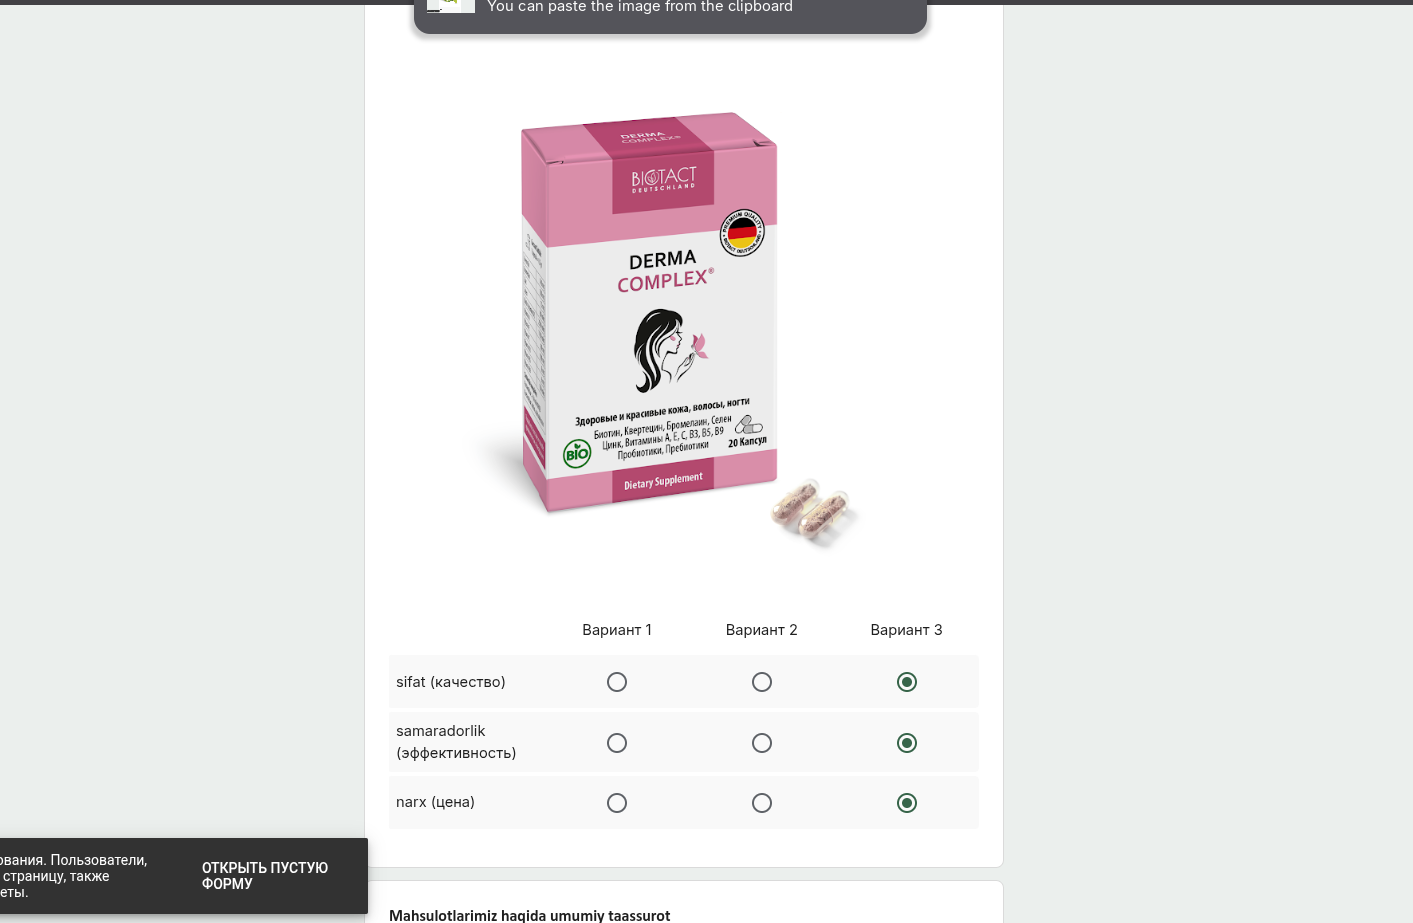 You can paste the image from the clipboard
DERMA
COMPLEX®
BIOTACT
DEUTSCHLAND
PREMIUM QUALITY
DERMA
COMPLEX®
Здоровые и красивые кожа, волосы, ногти
Биотин, Кверцетин, Бромелаин, Селен
Цинк, Витамины A, E, C, B3, B5, B9
Пробиотики, Пребиотики
20 Капсул
BIO
Dietary Supplement
Вариант 1
Вариант 2
Вариант 3
sifat (качество)
samaradorlik
(эффективность)
narx (цена)
ования. Пользователи,
страницу, также
еты.
ОТКРЫТЬ ПУСТУЮ
ФОРМУ
Mahsulotlarimiz haqida umumiy taassurot